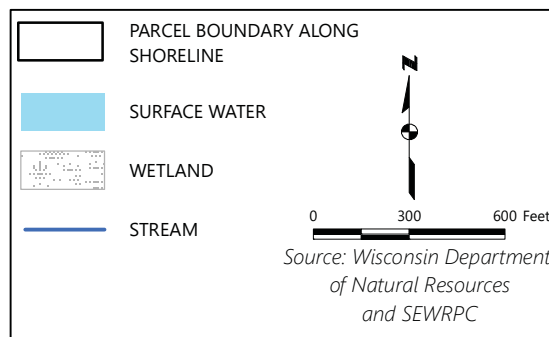 PARCEL BOUNDARY ALONG
SHORELINE
SURFACE WATER
WETLAND
STREAM
N
0 300 600 Feet
Source: Wisconsin Department
of Natural Resources
and SEWRPC